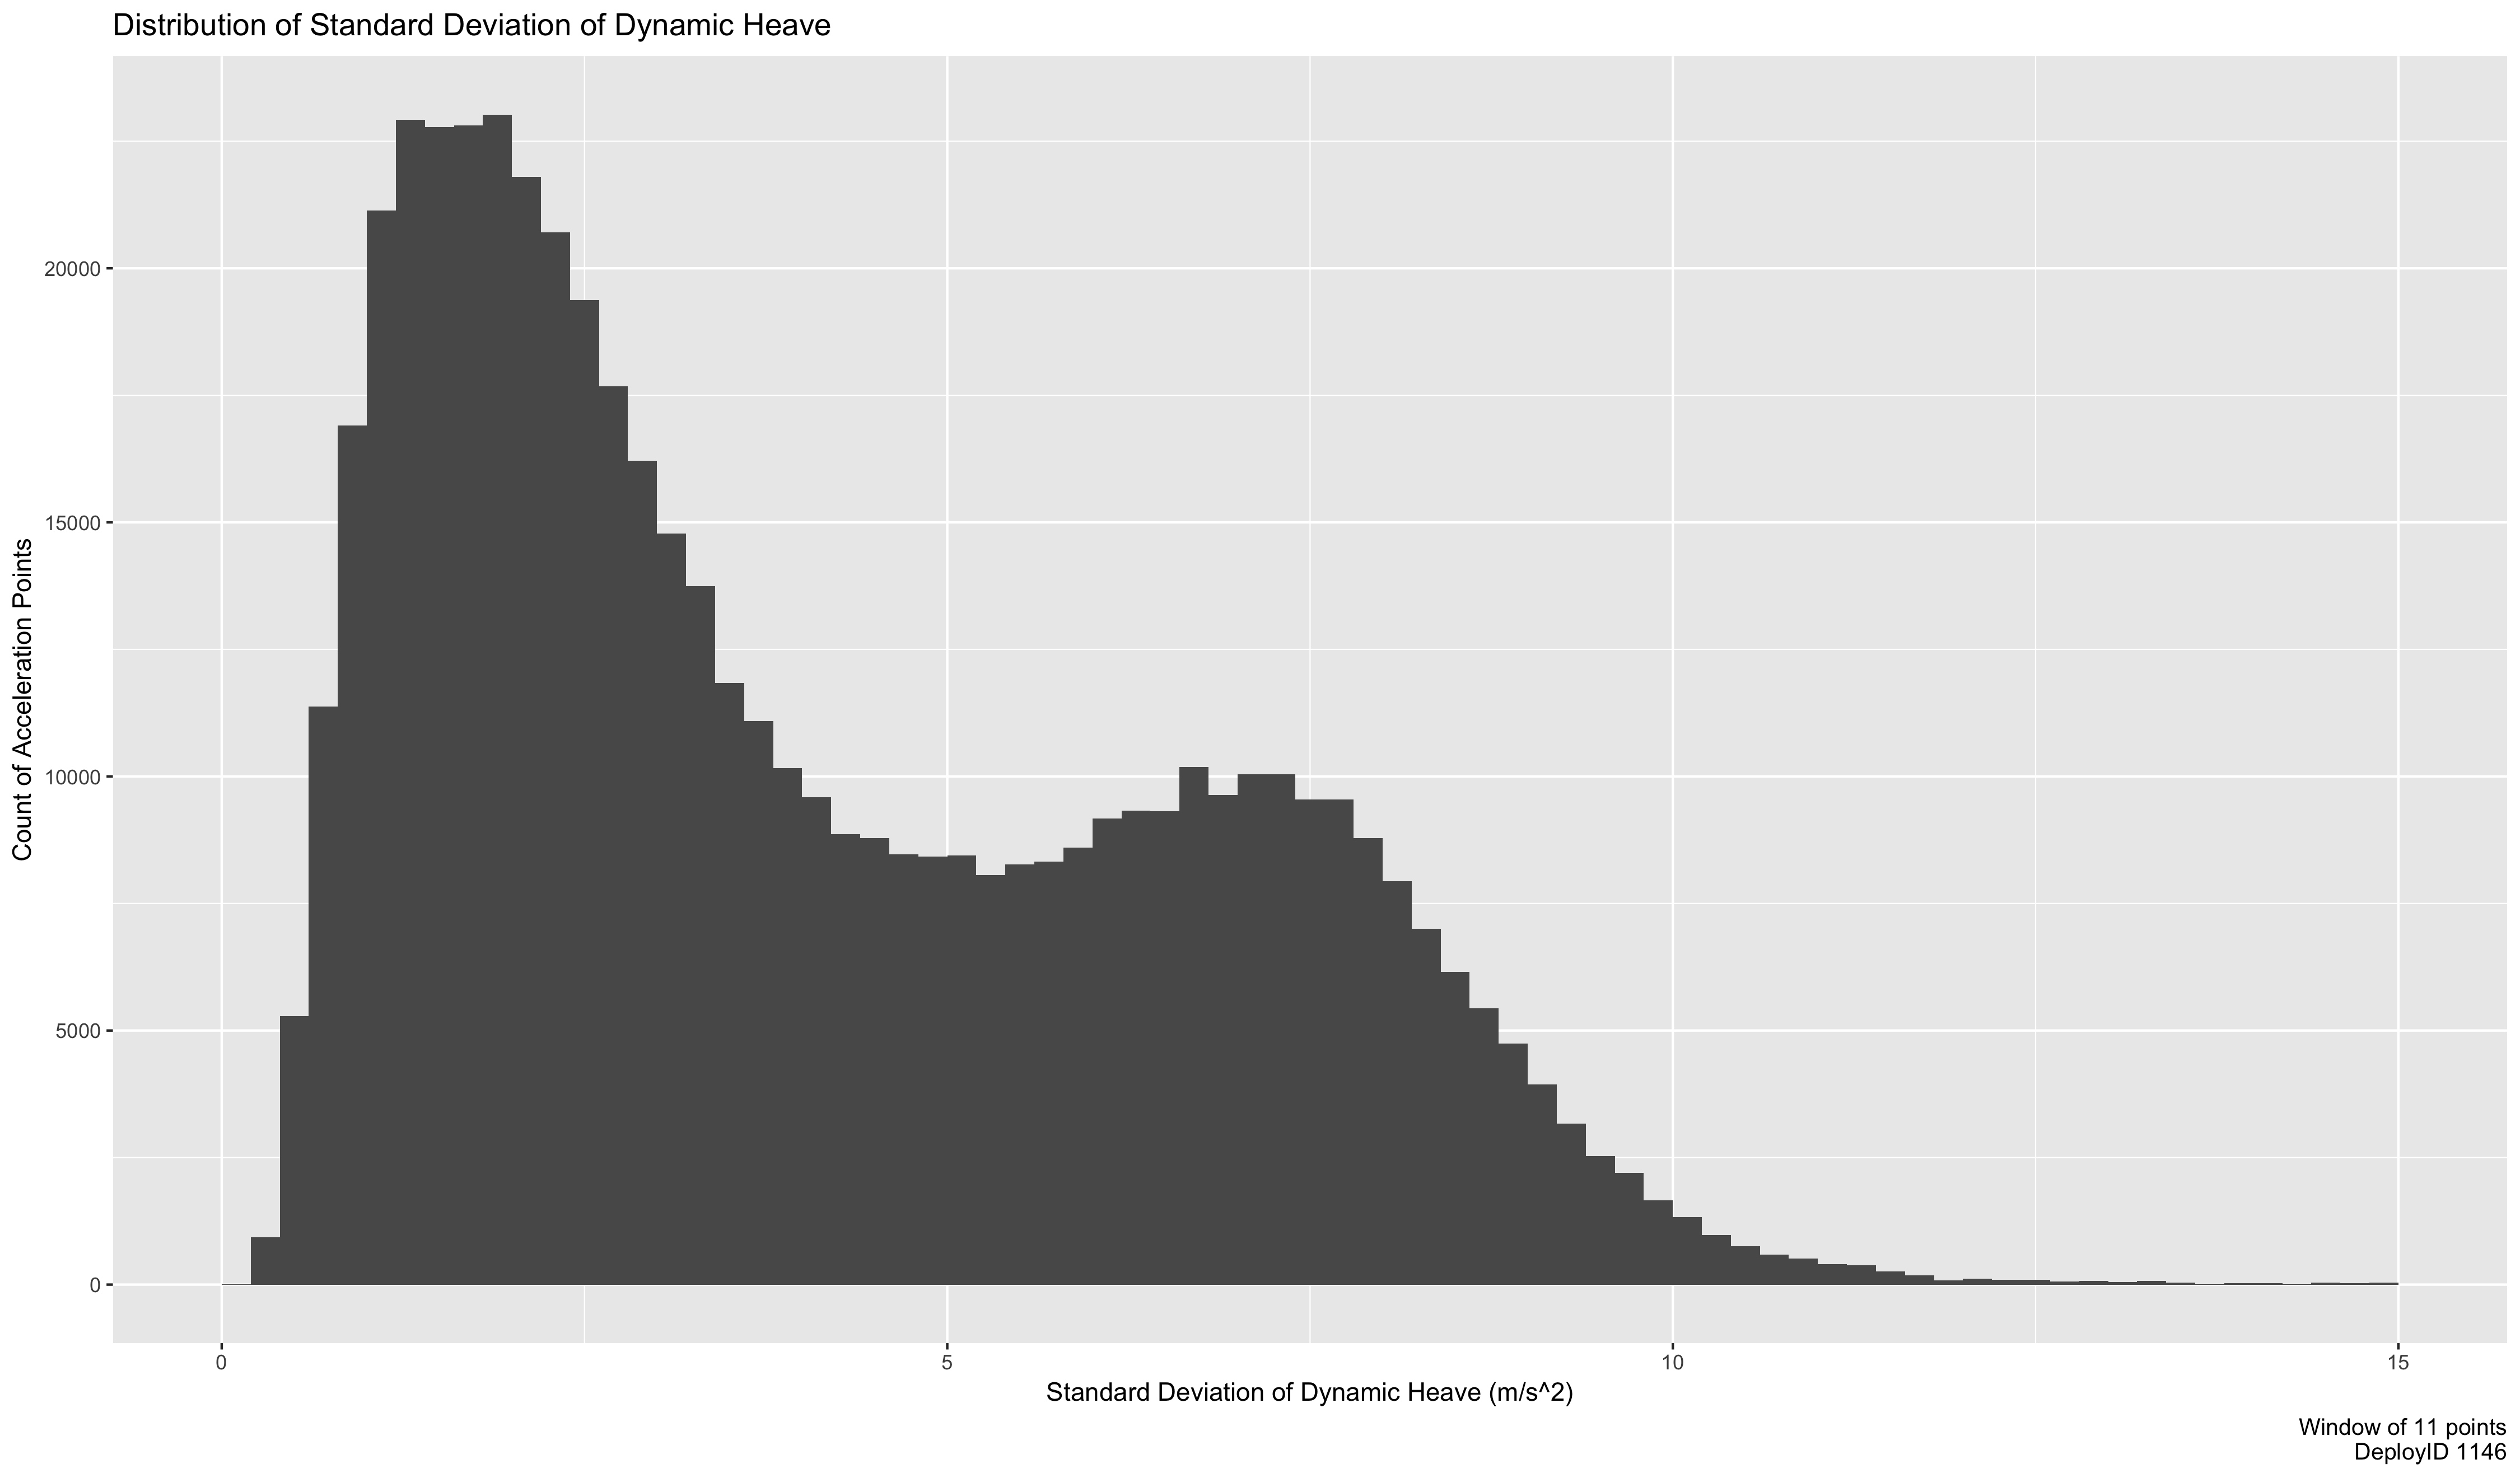 Distribution of Standard Deviation of Dynamic Heave
Count of Acceleration Points
20000
15000
10000
5000
0
0
5
10
15
Standard Deviation of Dynamic Heave (m/s^2)
Window of 11 points
DeployID 1146